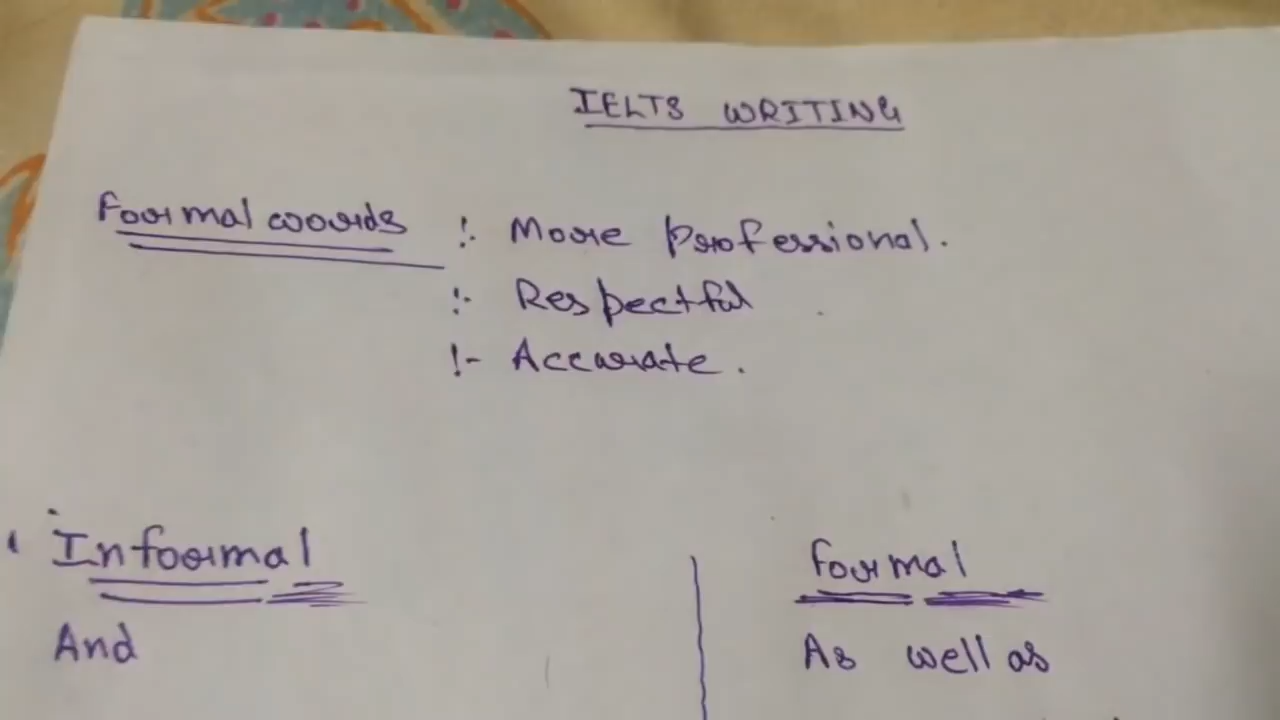 IELTS WRITING
Formal words :- More professional.
:- Respectful
:- Accurate.
Informal | Formal
And | As well as